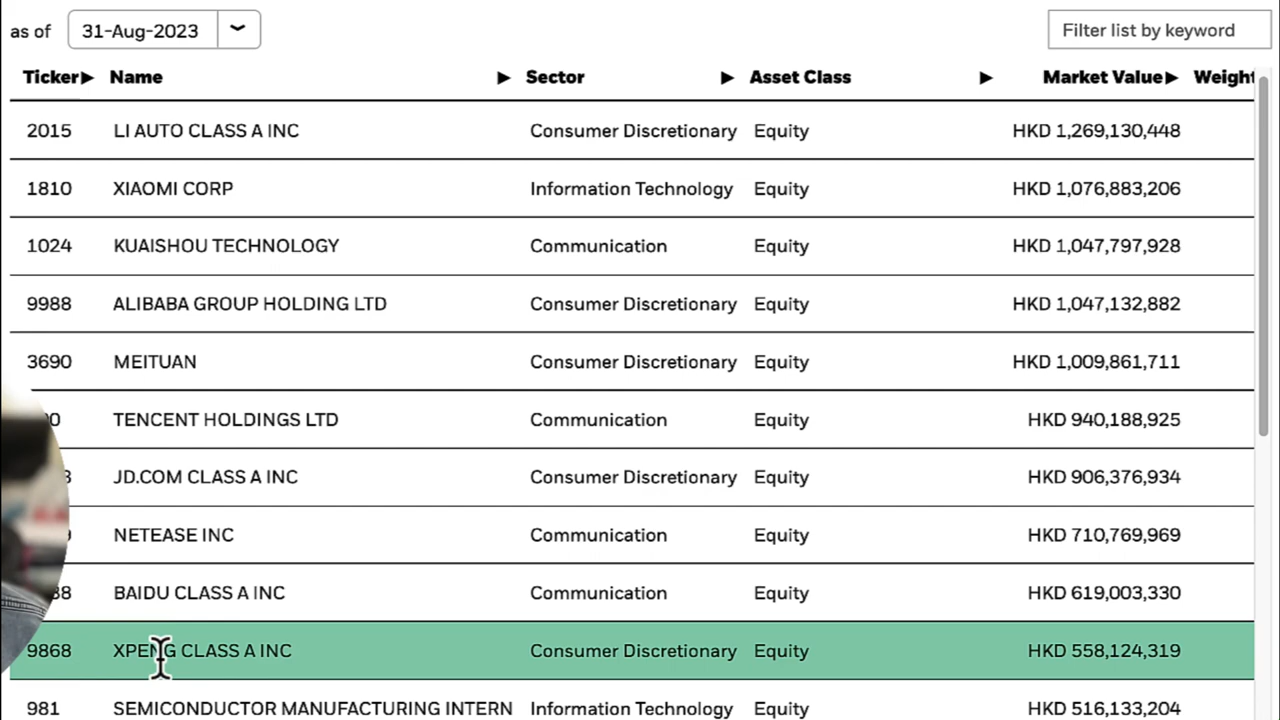 as of 31-Aug-2023 Filter list by keyword
Ticker Name Sector Asset Class Market Value Weight
2015 LI AUTO CLASS A INC Consumer Discretionary Equity HKD 1,269,130,448
1810 XIAOMI CORP Information Technology Equity HKD 1,076,883,206
1024 KUAISHOU TECHNOLOGY Communication Equity HKD 1,047,797,928
9988 ALIBABA GROUP HOLDING LTD Consumer Discretionary Equity HKD 1,047,132,882
3690 MEITUAN Consumer Discretionary Equity HKD 1,009,861,711
TENCENT HOLDINGS LTD Communication Equity HKD 940,188,925
JD.COM CLASS A INC Consumer Discretionary Equity HKD 906,376,934
NETEASE INC Communication Equity HKD 710,769,969
BAIDU CLASS A INC Communication Equity HKD 619,003,330
9868 XPENG CLASS A INC Consumer Discretionary Equity HKD 558,124,319
981 SEMICONDUCTOR MANUFACTURING INTERN Information Technology Equity HKD 516,133,204